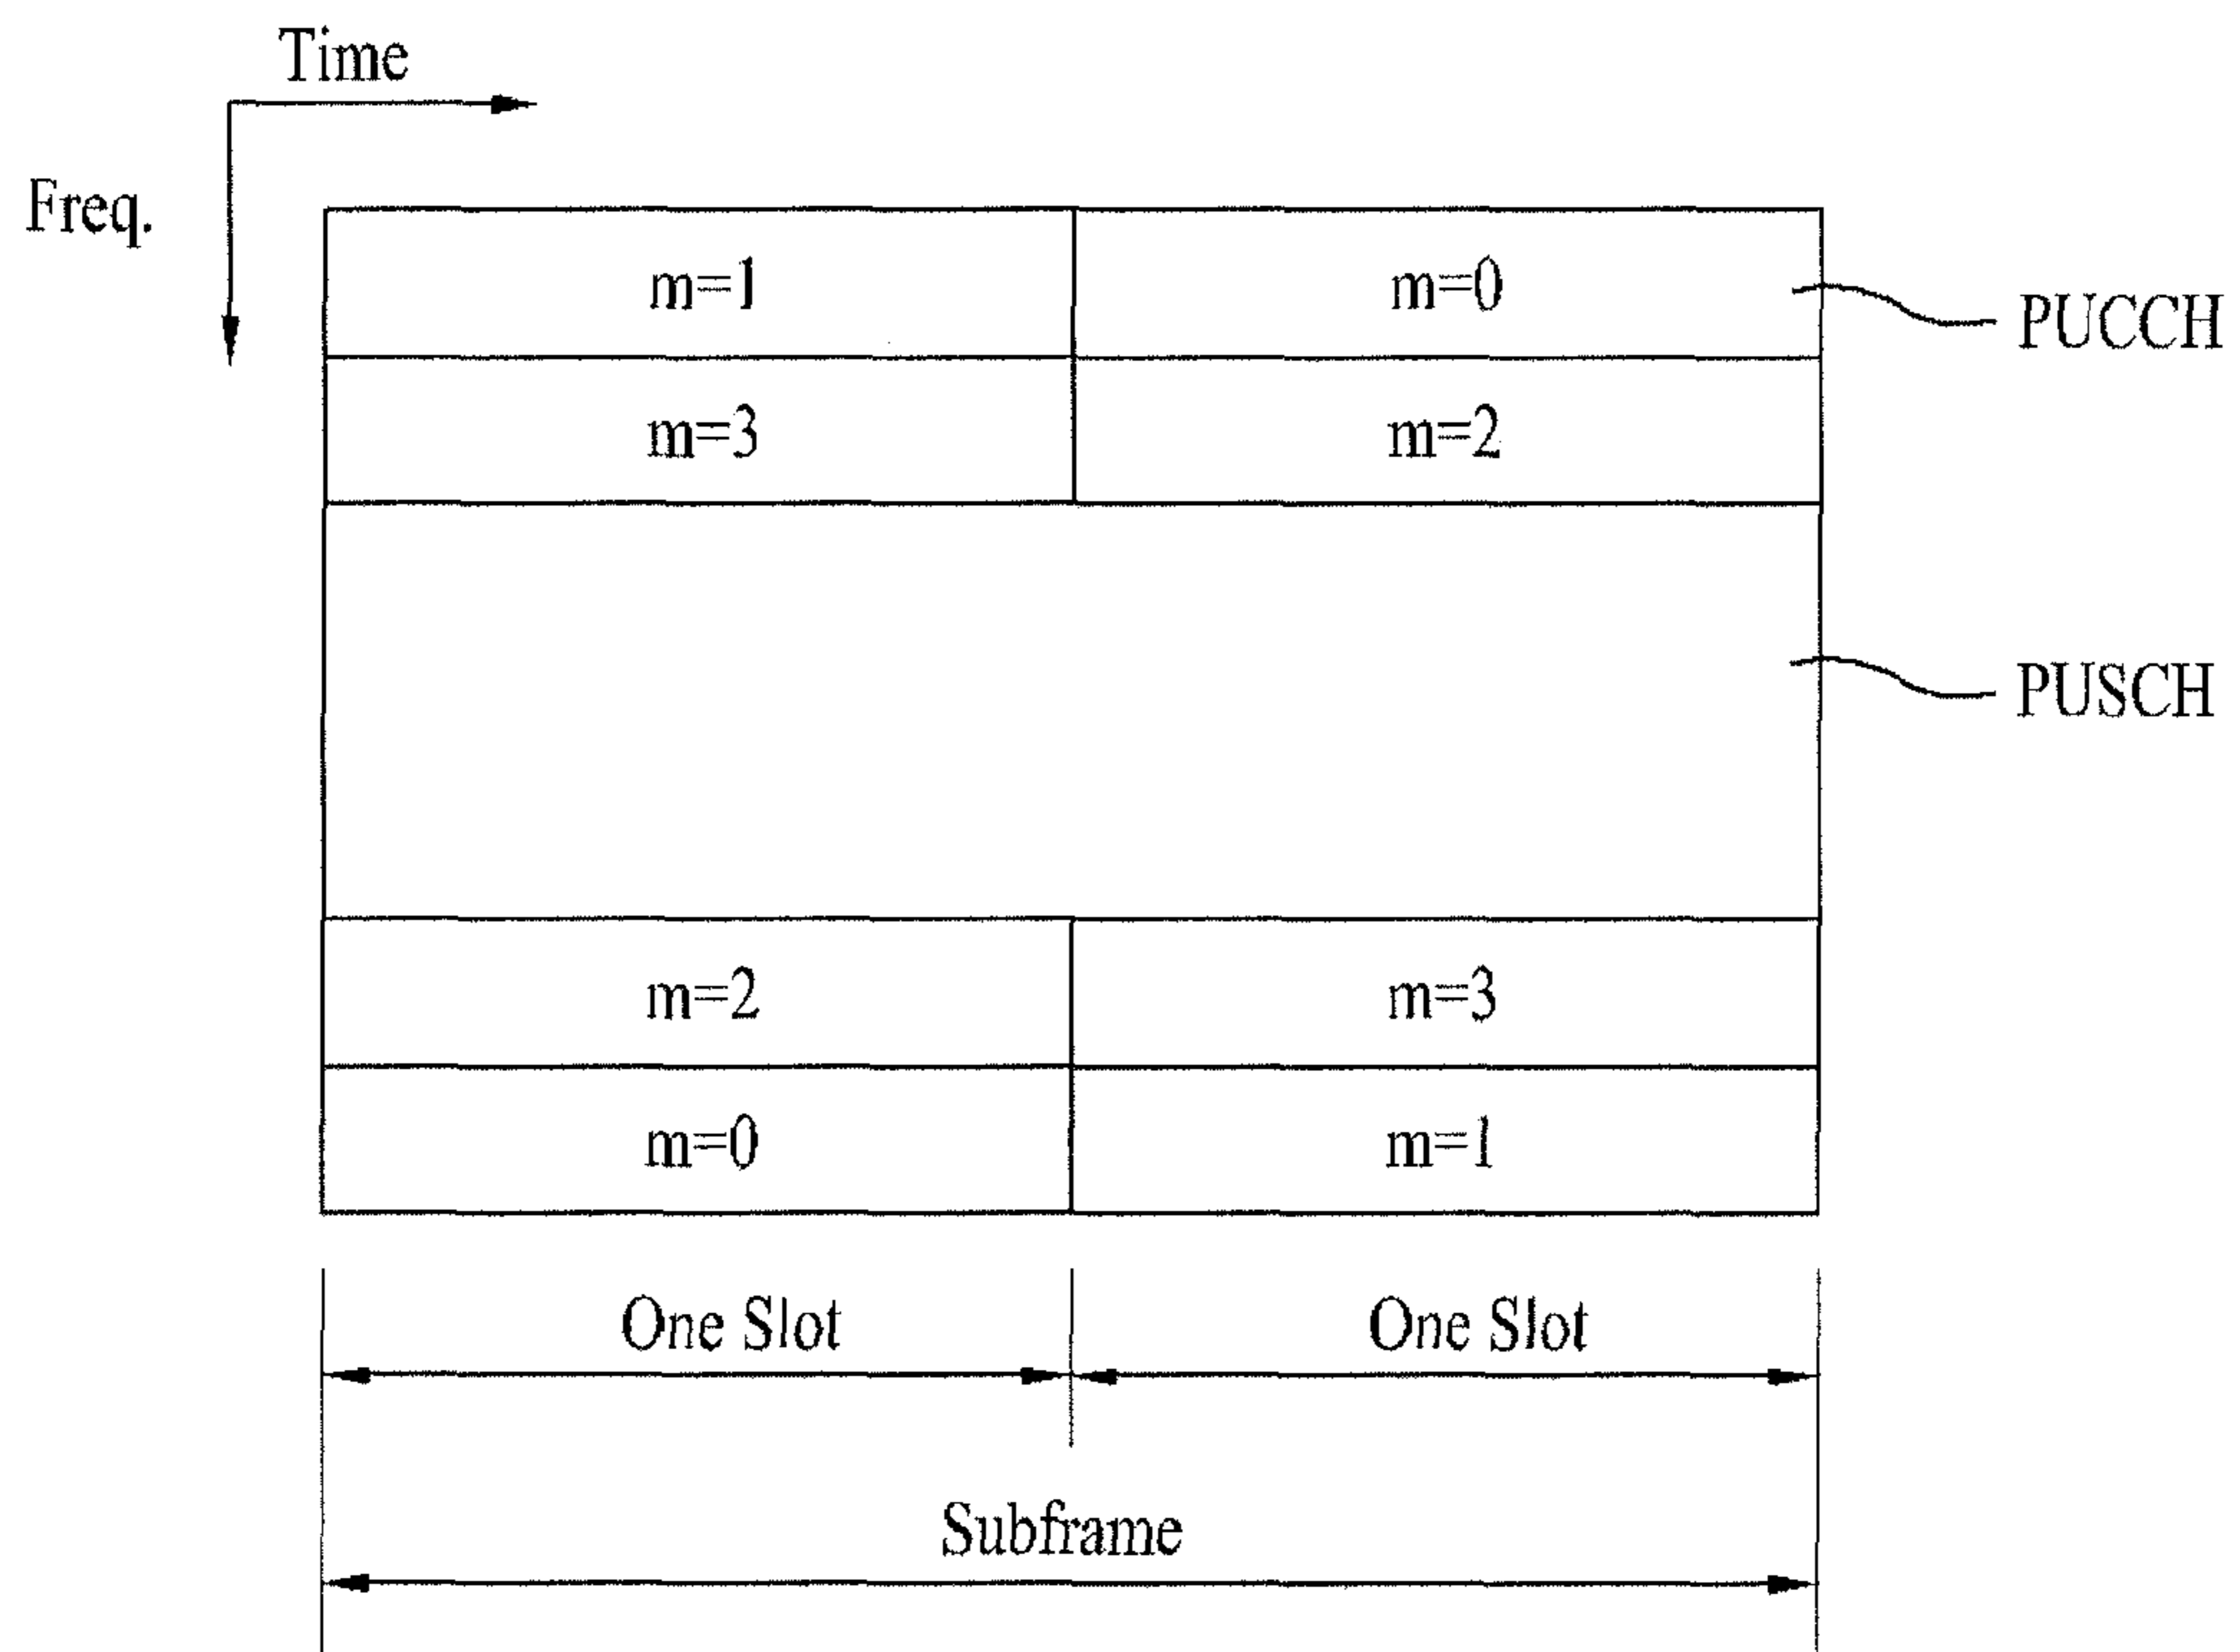 Time
Freq.
m=1
m=0
PUCCH
m=3
m=2
PUSCH
m=2
m=3
m=0
m=1
One Slot
One Slot
Subframe